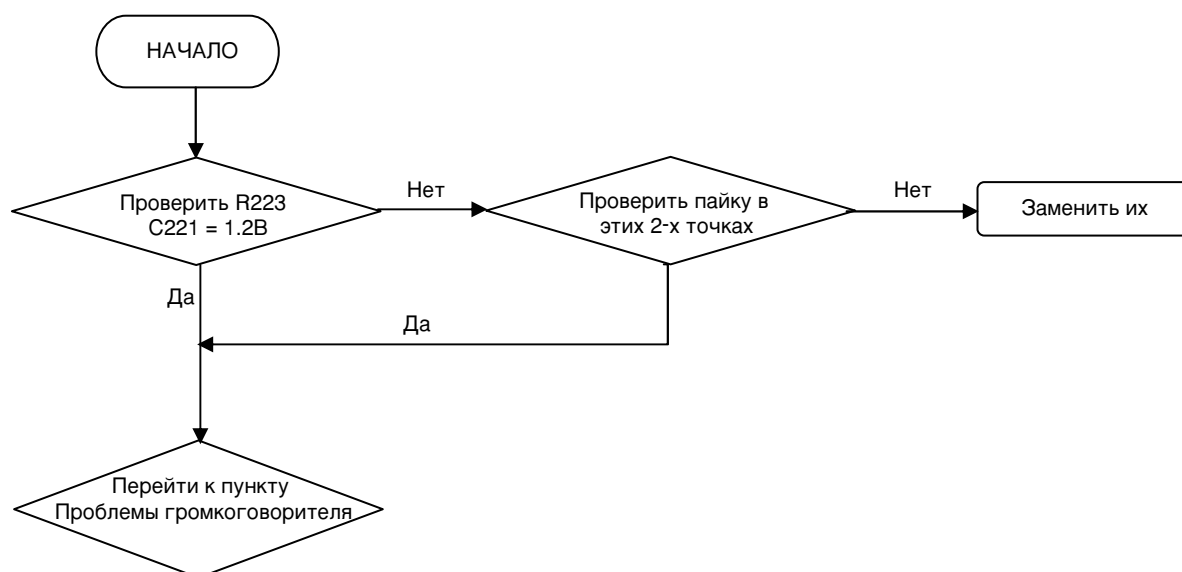 НАЧАЛО
Проверить R223
C221 = 1.2В
Нет
Проверить пайку в
этих 2-х точках
Нет
Заменить их
Да
Да
Перейти к пункту
Проблемы громкоговорителя